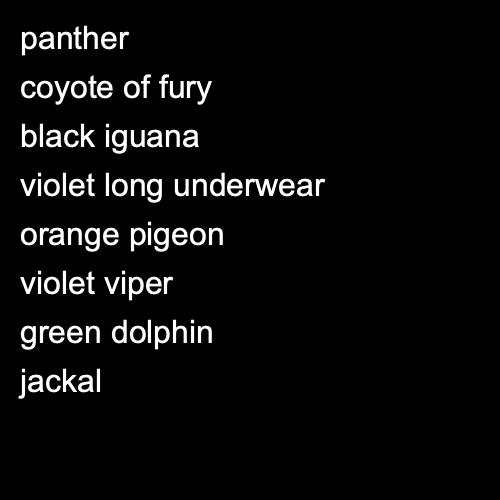 panther
coyote of fury
black iguana
violet long underwear
orange pigeon
violet viper
green dolphin
jackal